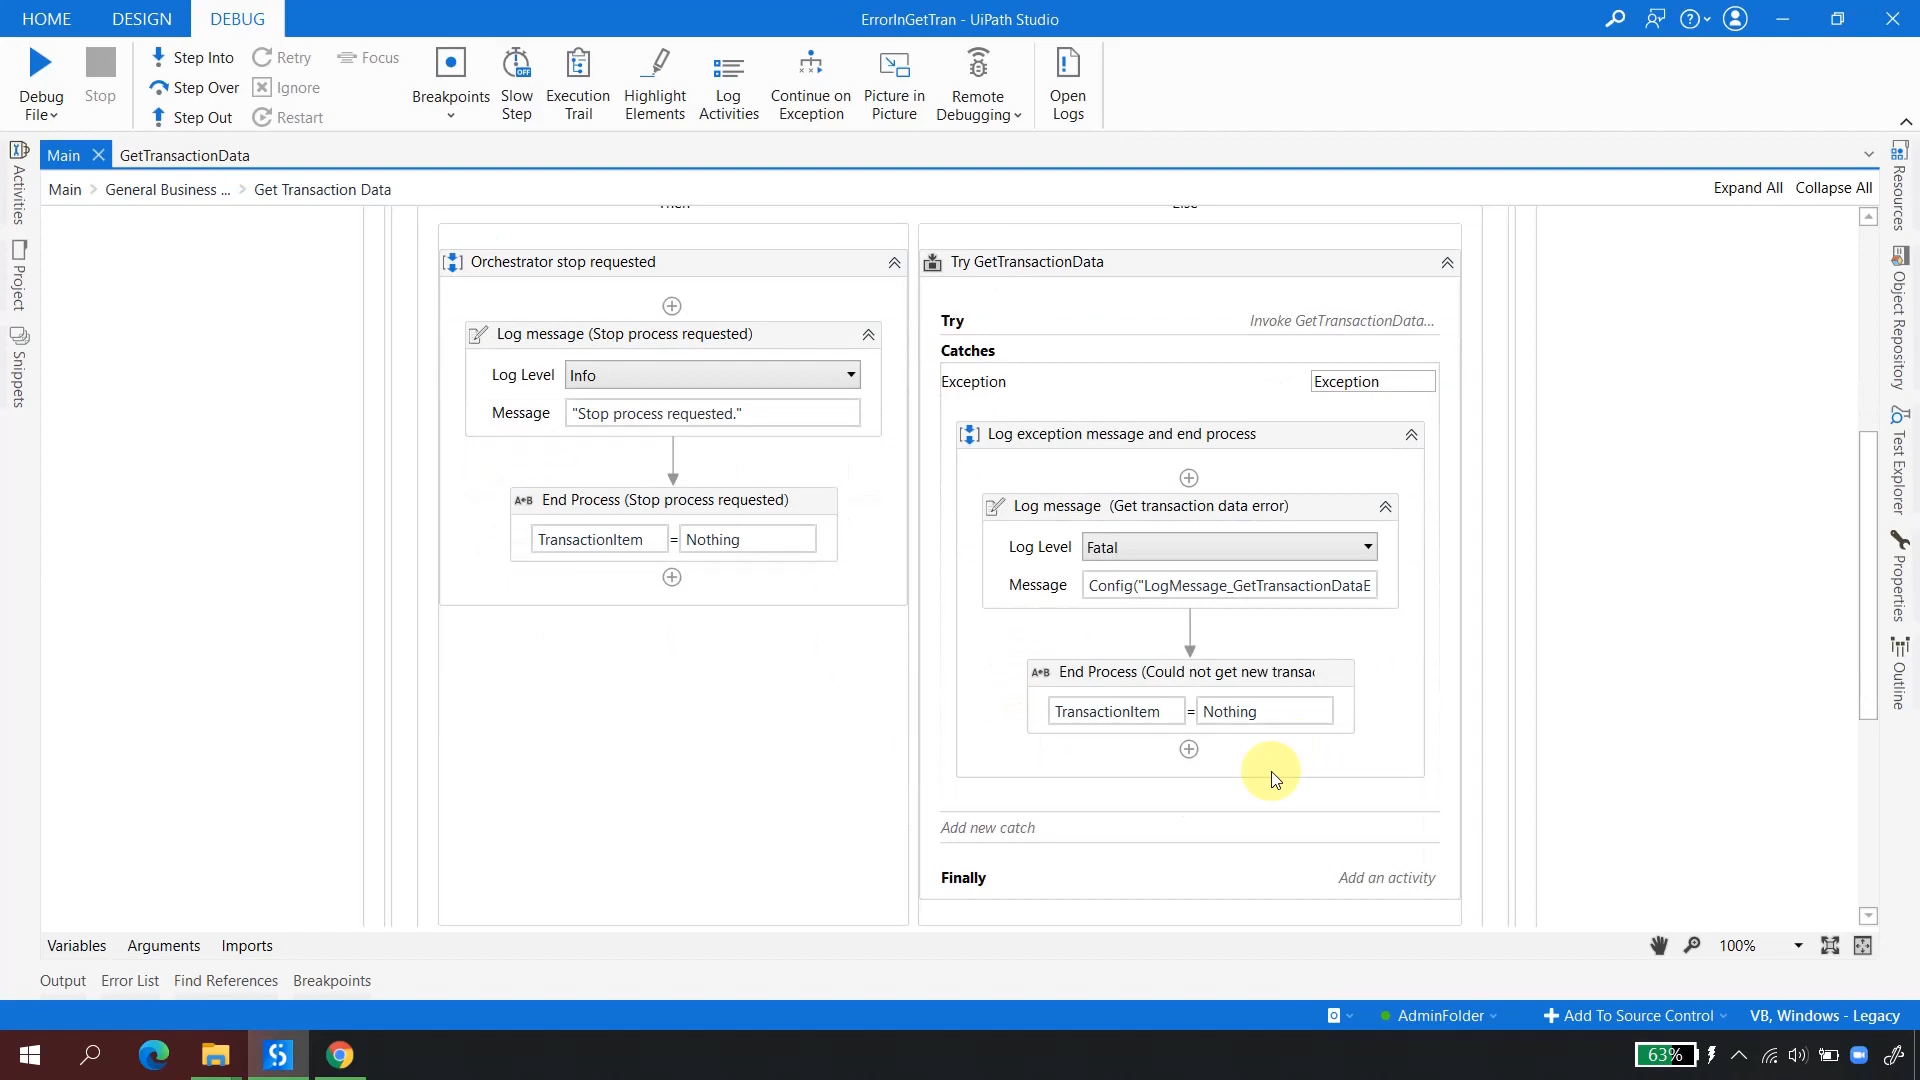 HOME DESIGN DEBUG ErrorInGetTran - UiPath Studio
Debug File
Stop
Step Into
Step Over
Step Out
Retry
Ignore
Restart
Focus
Breakpoints
Slow Step
Execution Trail
Highlight Elements
Log Activities
Continue on Exception
Picture in Picture
Remote Debugging
Open Logs
Main GetTransactionData
Main > General Business ... > Get Transaction Data
Expand All Collapse All
Activities
Project
Snippets
Resources
Object Repository
Test Explorer
Properties
Outline
Then Else
Orchestrator stop requested
Log message (Stop process requested)
Log Level Info
Message "Stop process requested."
End Process (Stop process requested)
A+B
TransactionItem = Nothing
Try GetTransactionData
Try Invoke GetTransactionData...
Catches
Exception Exception
Log exception message and end process
Log message (Get transaction data error)
Log Level Fatal
Message Config("LogMessage_GetTransactionDataE
A+B End Process (Could not get new transac
TransactionItem = Nothing
Add new catch
Finally Add an activity
Variables Arguments Imports
100%
Output Error List Find References Breakpoints
AdminFolder Add To Source Control VB, Windows - Legacy
63%